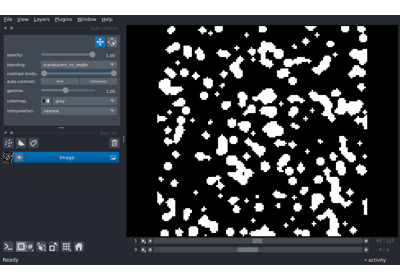 File View Layers Plugins Window Help
opacity: 1.00
blending: translucent_no_depth
contrast limits:
auto-contrast: once continuous
gamma: 1.00
colormap: gray
interpolation: nearest
Image
1
0
Ready
activity